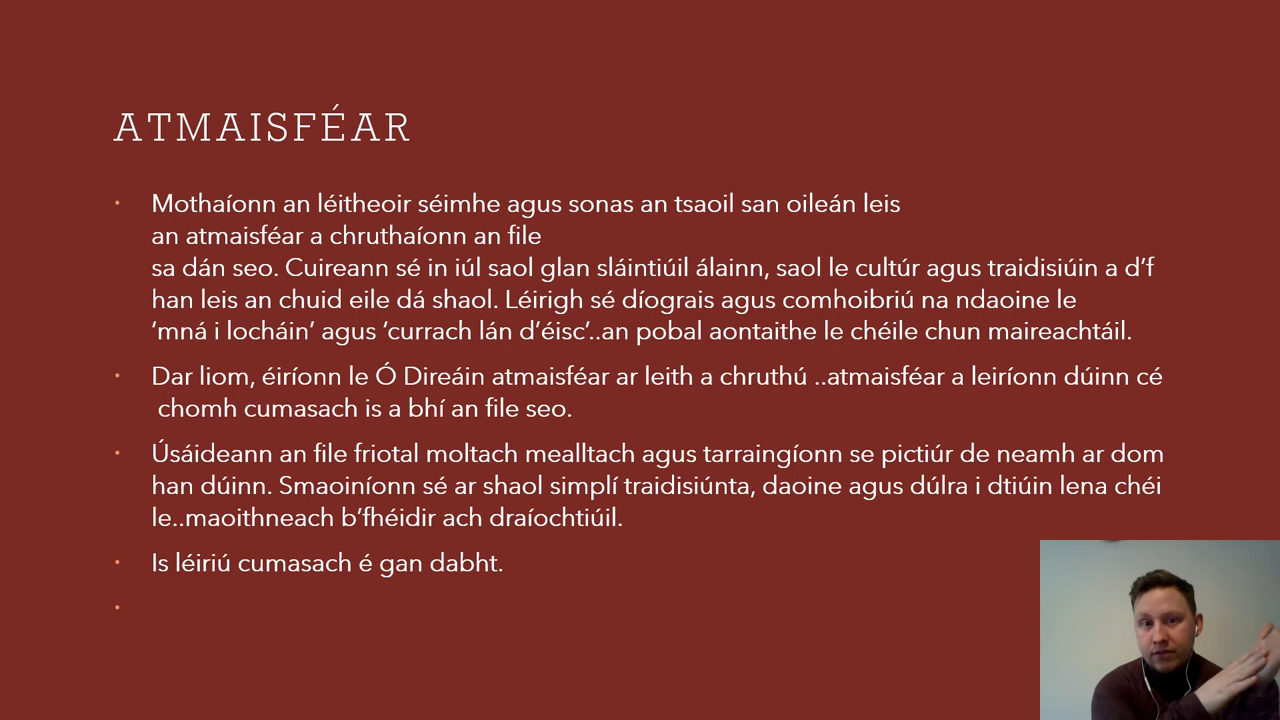 ATMAISFÉAR
Mothaíonn an léitheoir séimhe agus sonas an tsaoil san oileán leis
an atmaisféar a chruthaíonn an file
sa dán seo. Cuireann sé in iúl saol glan sláintiúil álainn, saol le cultúr agus traidisiúin a d'f
han leis an chuid eile dá shaol. Léirigh sé díograis agus comhoibriú na ndaoine le
'mná i locháin' agus 'currach lán d'éisc'..an pobal aontaithe le chéile chun maireachtáil.
Dar liom, éiríonn le Ó Direáin atmaisféar ar leith a chruthú ..atmaisféar a leiríonn dúinn cé
chomh cumasach is a bhí an file seo.
Úsáideann an file friotal moltach mealltach agus tarraingíonn se pictiúr de neamh ar dom
han dúinn. Smaoiníonn sé ar shaol simplí traidisiúnta, daoine agus dúlra i dtiúin lena chéi
le..maoithneach b'fhéidir ach draíochtiúil.
Is léiriú cumasach é gan dabht.